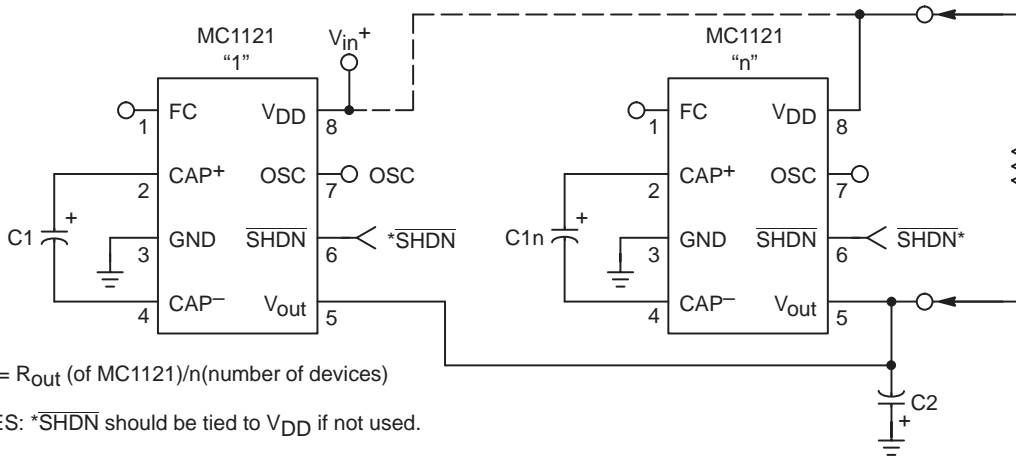 MC1121
"1"
Vin+
FC
VDD
1
8
CAP+
OSC
OSC
2
7
C1
+
GND
SHDN
*SHDN
3
6
CAP–
Vout
4
5
MC1121
"n"
FC
VDD
1
8
CAP+
OSC
2
7
C1n
+
GND
SHDN
SHDN*
3
6
CAP–
Vout
4
5
C2
+
= Rout (of MC1121)/n(number of devices)
ES: *SHDN should be tied to VDD if not used.